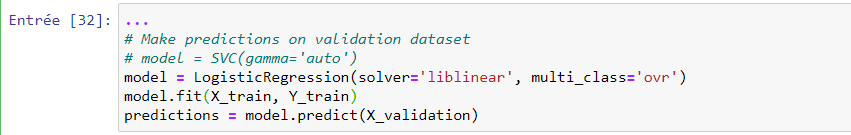 Entrée [32]: ...
# Make predictions on validation dataset
# model = SVC(gamma='auto')
model = LogisticRegression(solver='liblinear', multi_class='ovr')
model.fit(X_train, Y_train)
predictions = model.predict(X_validation)